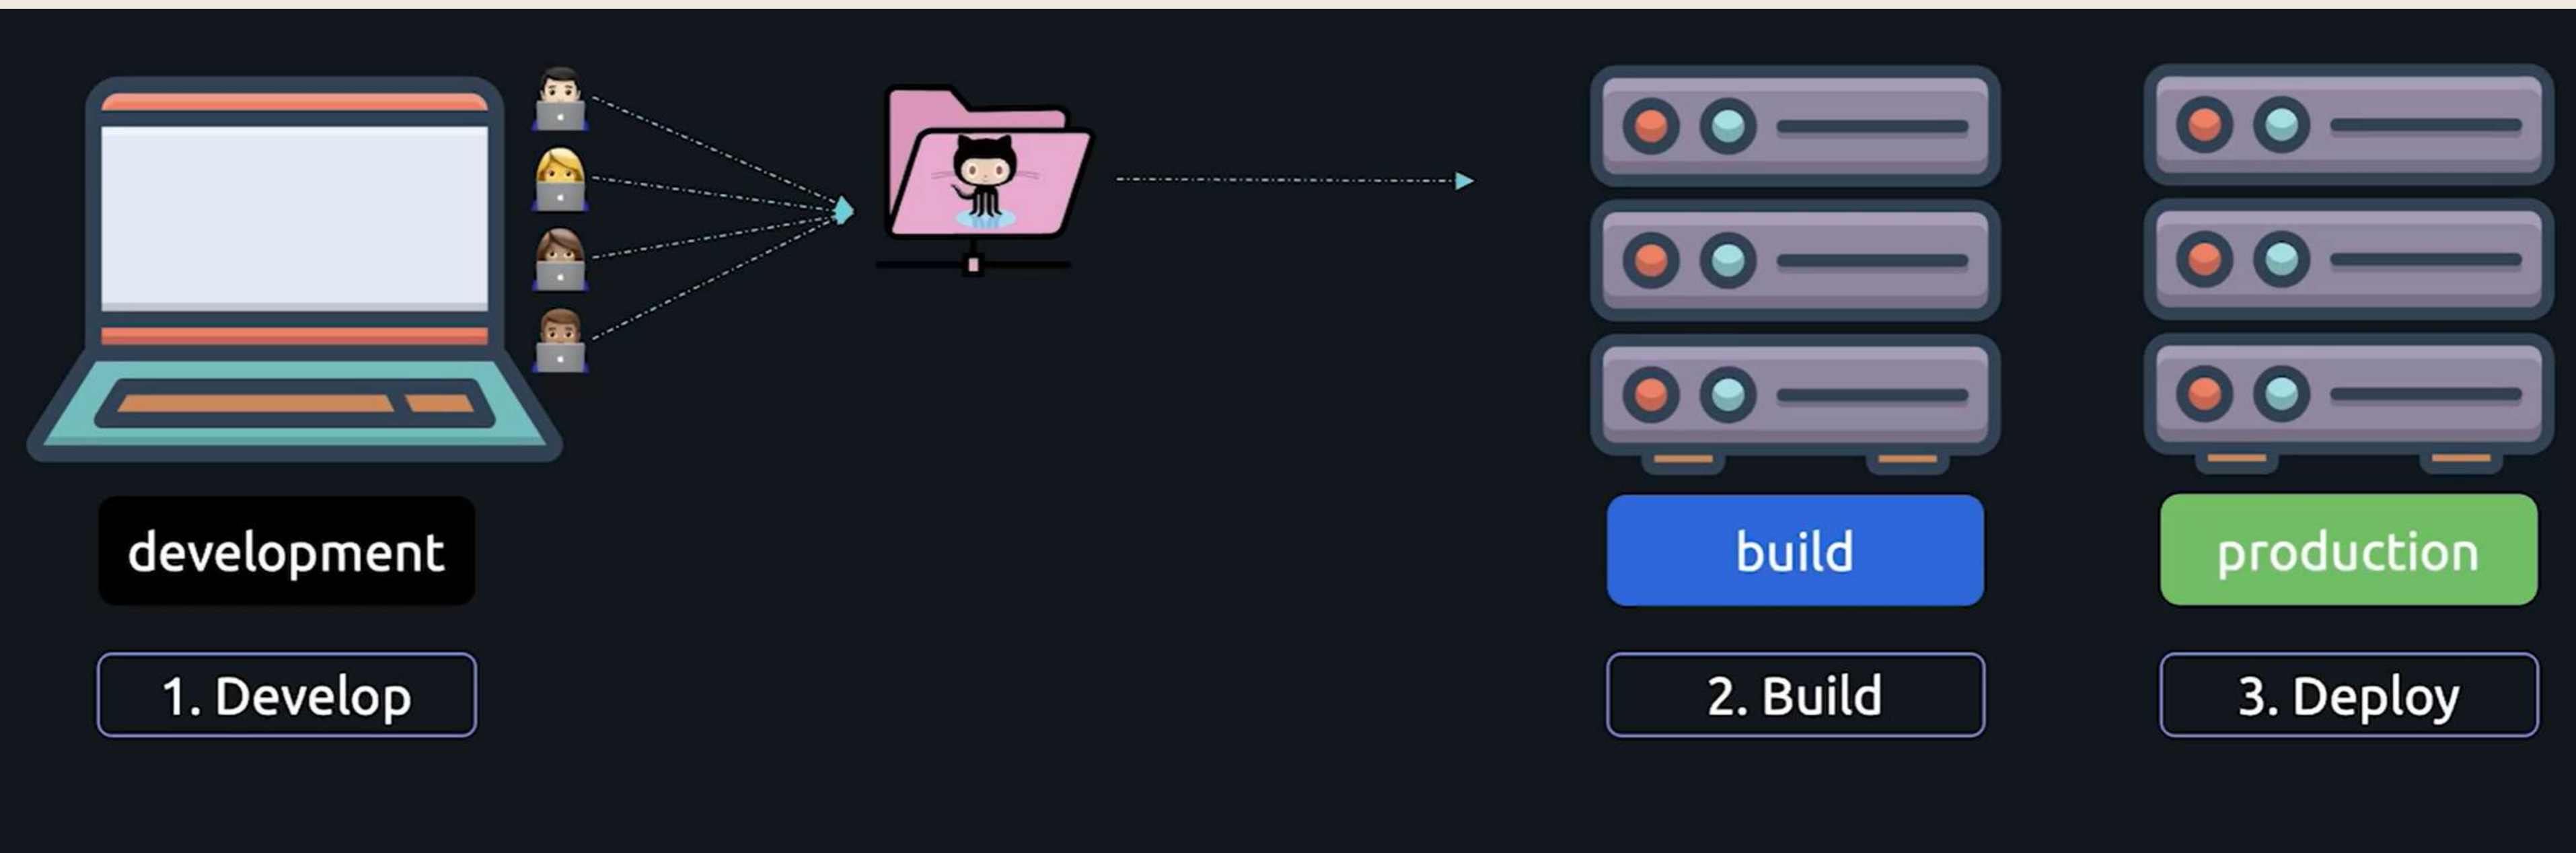 development
build
production
1. Develop
2. Build
3. Deploy